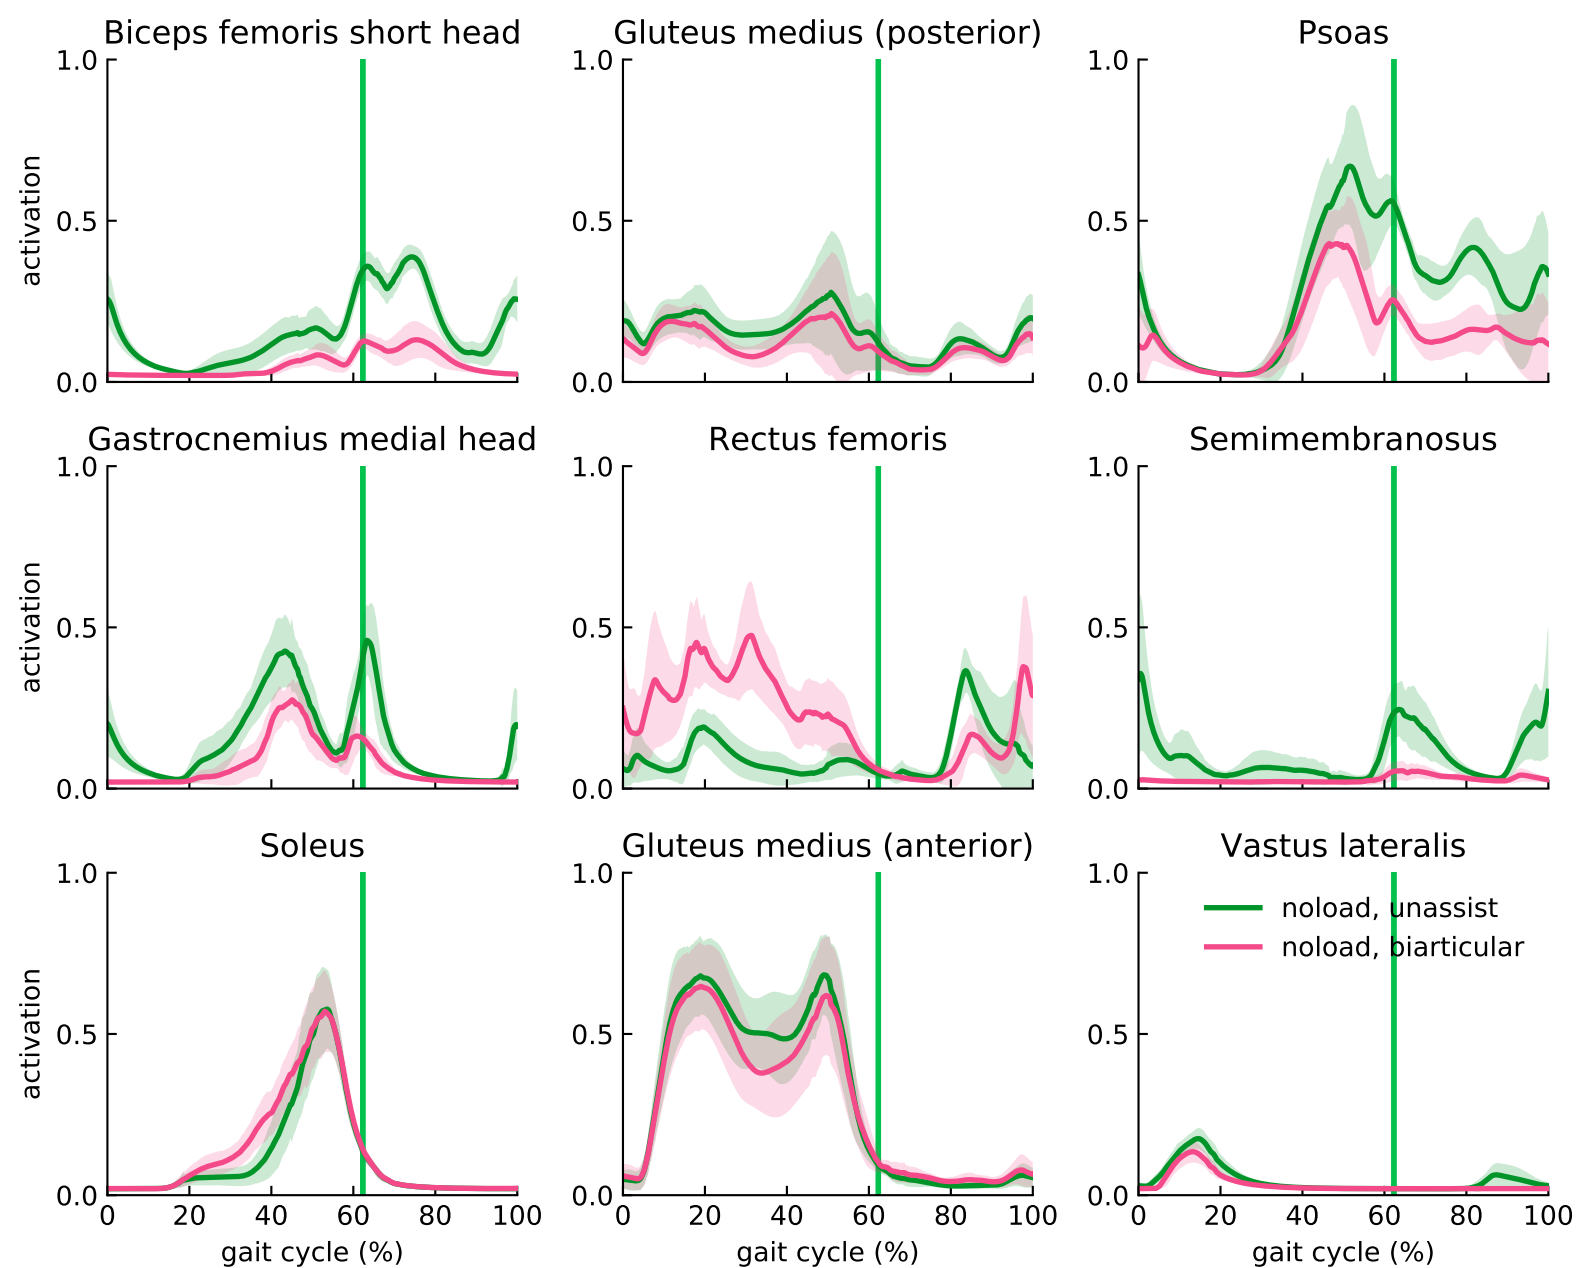 Biceps femoris short head
Gluteus medius (posterior)
Psoas
1.0
0.5
0.0
activation
1.0
0.5
0.0
1.0
0.5
0.0
Gastrocnemius medial head
Rectus femoris
Semimembranosus
1.0
0.5
0.0
activation
1.0
0.5
0.0
1.0
0.5
0.0
Soleus
Gluteus medius (anterior)
Vastus lateralis
1.0
0.5
0.0
activation
1.0
0.5
0.0
1.0
0.5
0.0
noload, unassist
noload, biarticular
0 20 40 60 80 100
gait cycle (%)
0 20 40 60 80 100
gait cycle (%)
0 20 40 60 80 100
gait cycle (%)